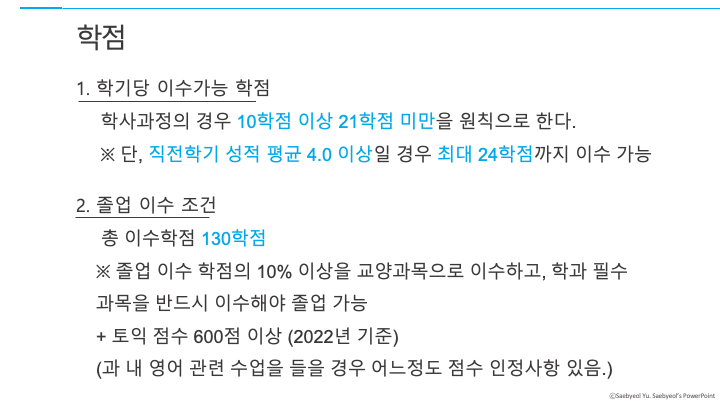 학점
1. 학기당 이수가능 학점
학사과정의 경우 10학점 이상 21학점 미만을 원칙으로 한다.
※ 단, 직전학기 성적 평균 4.0 이상일 경우 최대 24학점까지 이수 가능
2. 졸업 이수 조건
총 이수학점 130학점
※ 졸업 이수 학점의 10% 이상을 교양과목으로 이수하고, 학과 필수
과목을 반드시 이수해야 졸업 가능
+ 토익 점수 600점 이상 (2022년 기준)
(과 내 영어 관련 수업을 들을 경우 어느정도 점수 인정사항 있음.)
ⓒSaebyeol Yu. Saebyeol's PowerPoint